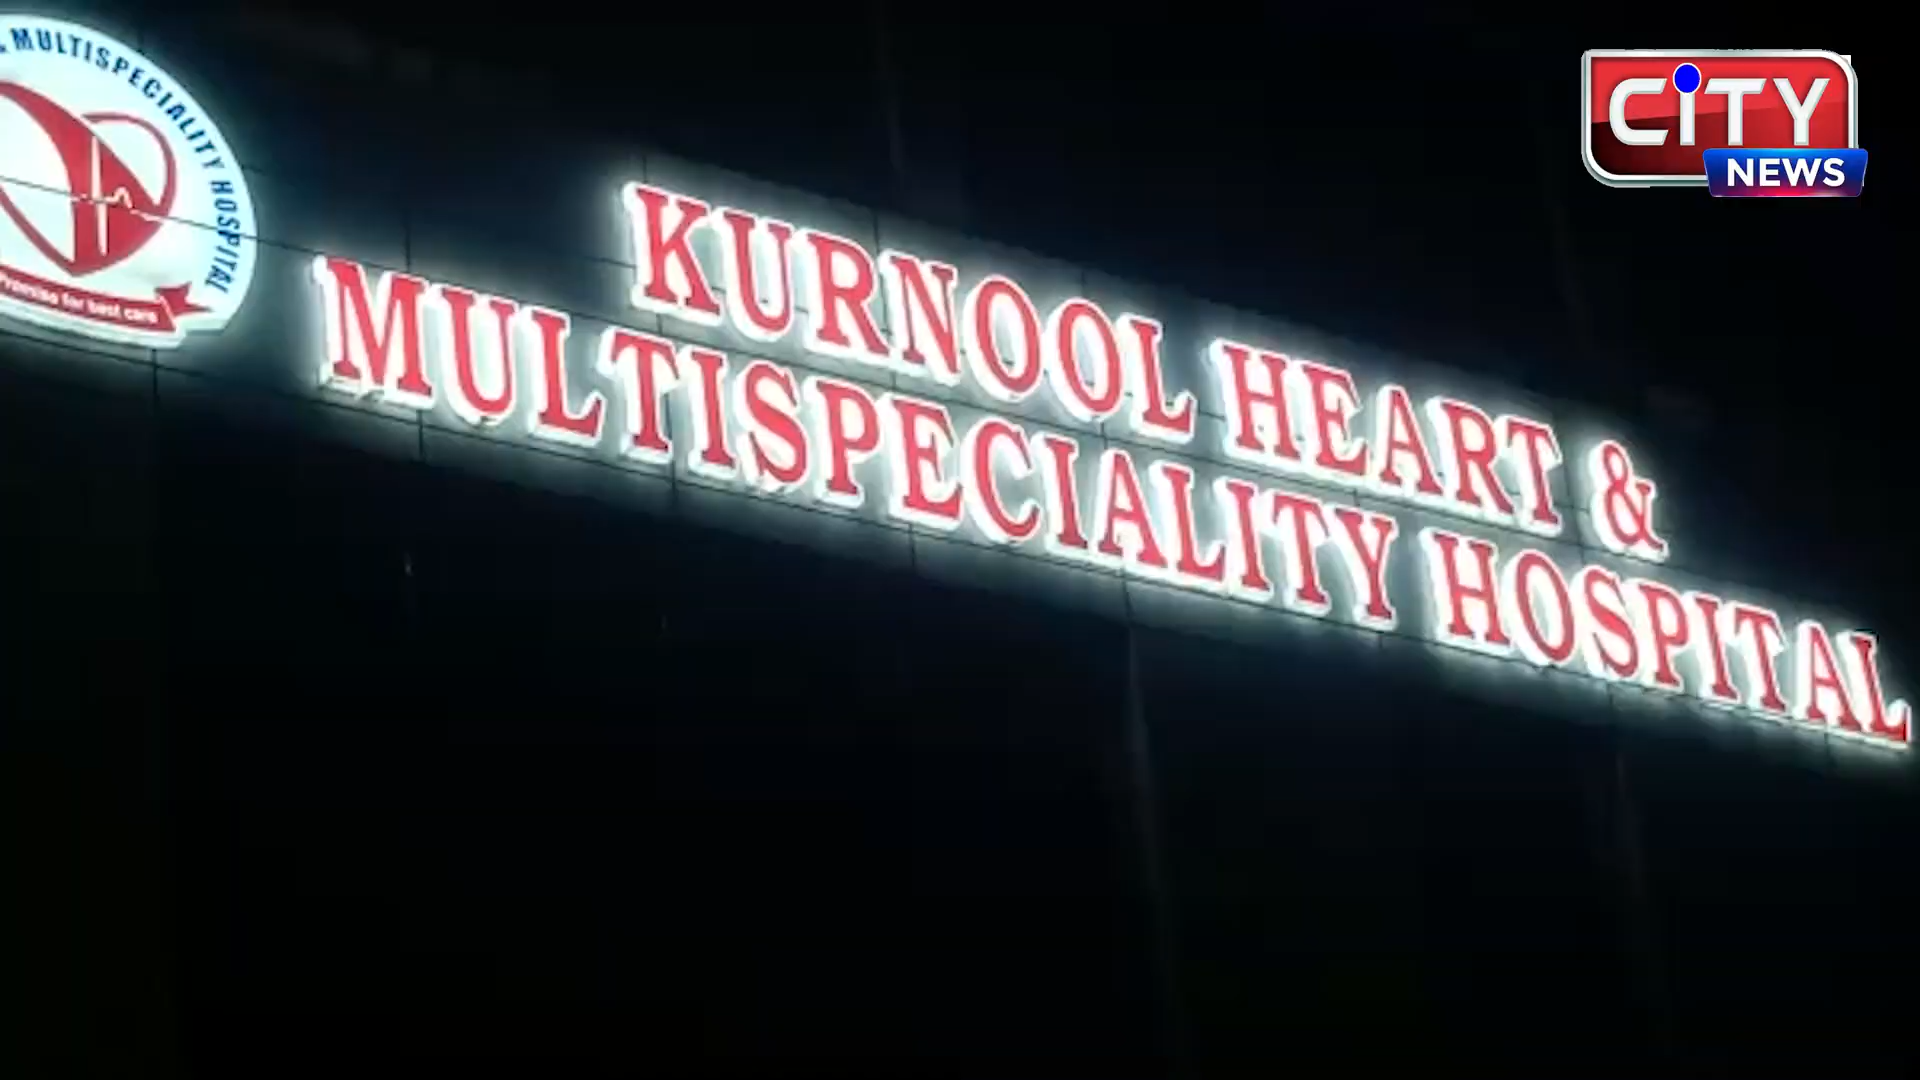 MULTISPECIALITY HOSPITAL
Promise for best care
KURNOOL HEART &
MULTISPECIALITY HOSPITAL
CiTY
NEWS